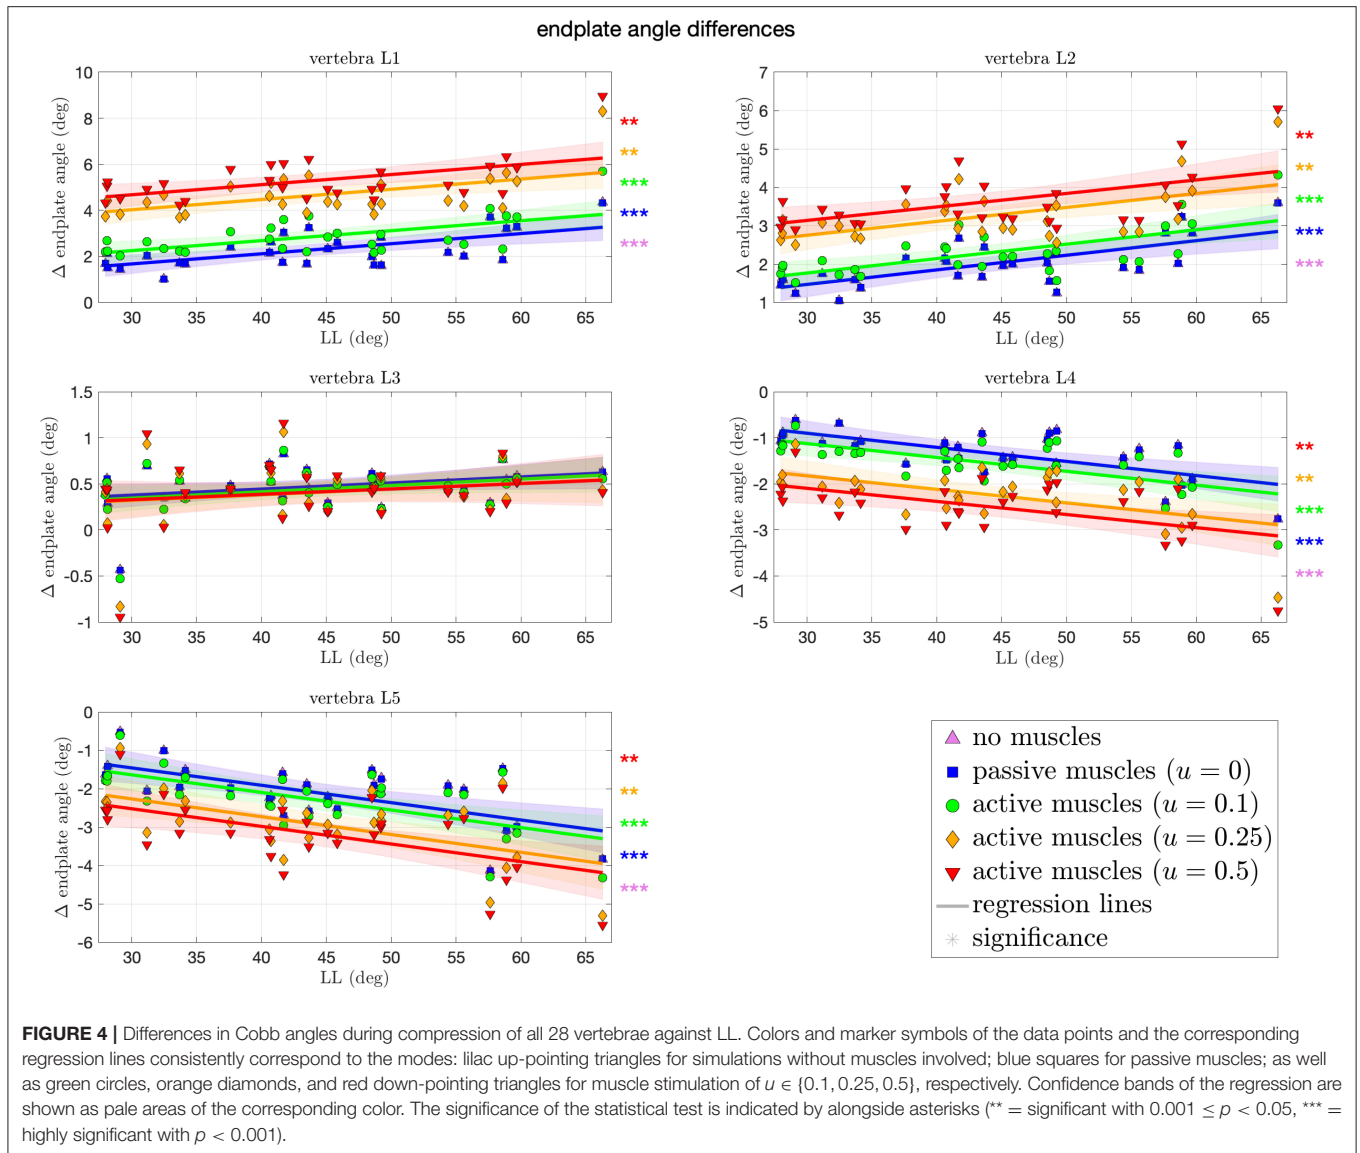 endplate angle differences
vertebra L1
10
8
6
4
2
0
Δ endplate angle (deg)
30 35 40 45 50 55 60 65
LL (deg)
**
**
***
***
***
vertebra L2
7
6
5
4
3
2
1
Δ endplate angle (deg)
30 35 40 45 50 55 60 65
LL (deg)
**
**
***
***
***
vertebra L3
1.5
1
0.5
0
-0.5
-1
Δ endplate angle (deg)
30 35 40 45 50 55 60 65
LL (deg)
vertebra L4
-0
-1
-2
-3
-4
-5
Δ endplate angle (deg)
30 35 40 45 50 55 60 65
LL (deg)
**
**
***
***
***
vertebra L5
0
-1
-2
-3
-4
-5
-6
Δ endplate angle (deg)
30 35 40 45 50 55 60 65
LL (deg)
**
**
***
***
***
no muscles
passive muscles (u = 0)
active muscles (u = 0.1)
active muscles (u = 0.25)
active muscles (u = 0.5)
regression lines
significance
FIGURE 4 | Differences in Cobb angles during compression of all 28 vertebrae against LL. Colors and marker symbols of the data points and the corresponding
regression lines consistently correspond to the modes: lilac up-pointing triangles for simulations without muscles involved; blue squares for passive muscles; as well
as green circles, orange diamonds, and red down-pointing triangles for muscle stimulation of u ∈ {0.1, 0.25, 0.5}, respectively. Confidence bands of the regression are
shown as pale areas of the corresponding color. The significance of the statistical test is indicated by alongside asterisks (** = significant with 0.001 ≤ p < 0.05, *** =
highly significant with p < 0.001).